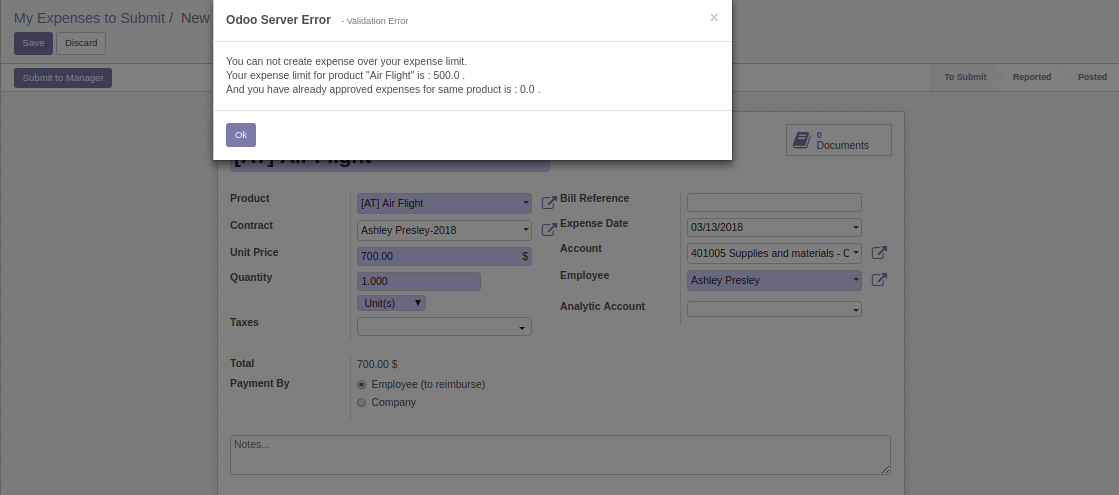 My Expenses to Submit / New
Save Discard
Submit to Manager
To Submit Reported Posted
Odoo Server Error - Validation Error ×
You can not create expense over your expense limit.
Your expense limit for product "Air Flight" is : 500.0 .
And you have already approved expenses for same product is : 0.0 .
Ok
0
Documents
[AT] Air Flight
Product [AT] Air Flight
Contract Ashley Presley-2018
Unit Price 700.00 $
Quantity 1.000
Unit(s)
Taxes
Bill Reference
Expense Date 03/13/2018
Account 401005 Supplies and materials - C
Employee Ashley Presley
Analytic Account
Total 700.00 $
Payment By Employee (to reimburse)
Company
Notes...